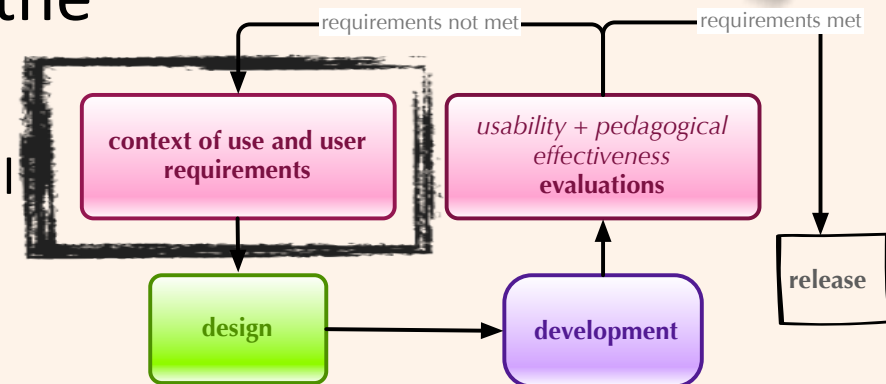 the
requirements not met
requirements met
l
context of use and user
requirements
usability + pedagogical
effectiveness
evaluations
release
design
development